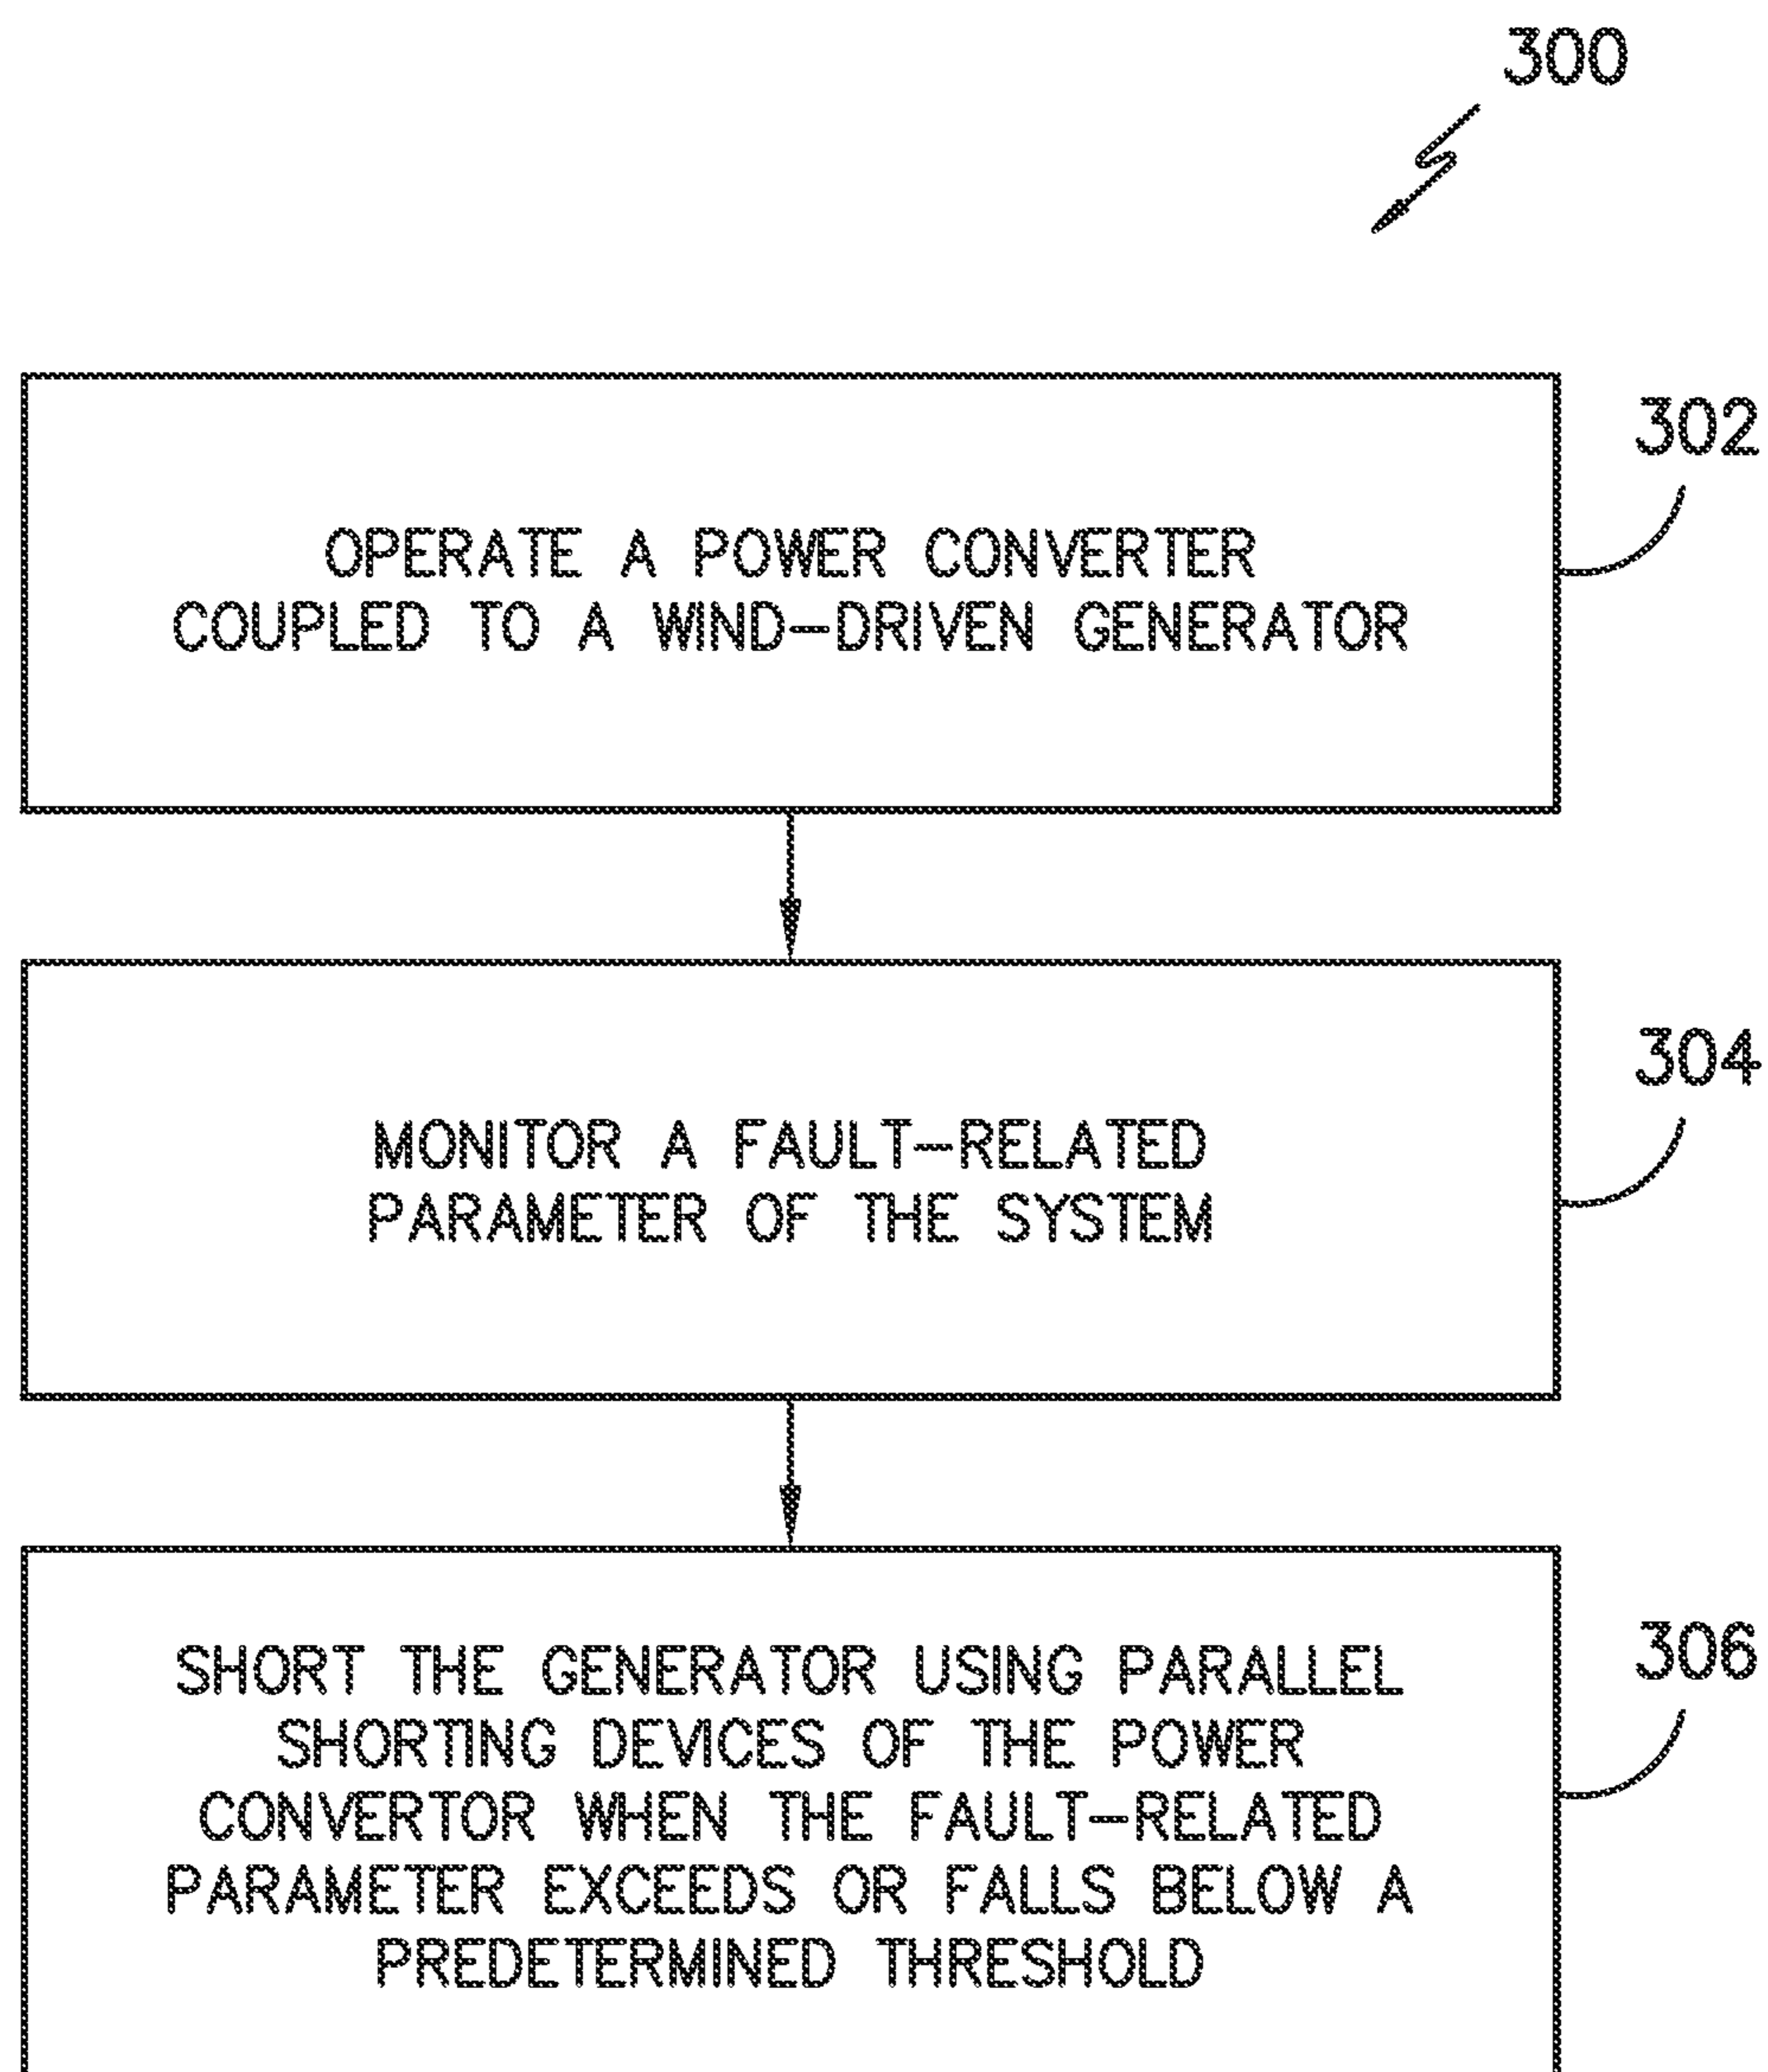 300
302
OPERATE A POWER CONVERTER
COUPLED TO A WIND-DRIVEN GENERATOR
304
MONITOR A FAULT-RELATED
PARAMETER OF THE SYSTEM
306
SHORT THE GENERATOR USING PARALLEL
SHORTING DEVICES OF THE POWER
CONVERTOR WHEN THE FAULT-RELATED
PARAMETER EXCEEDS OR FALLS BELOW A
PREDETERMINED THRESHOLD